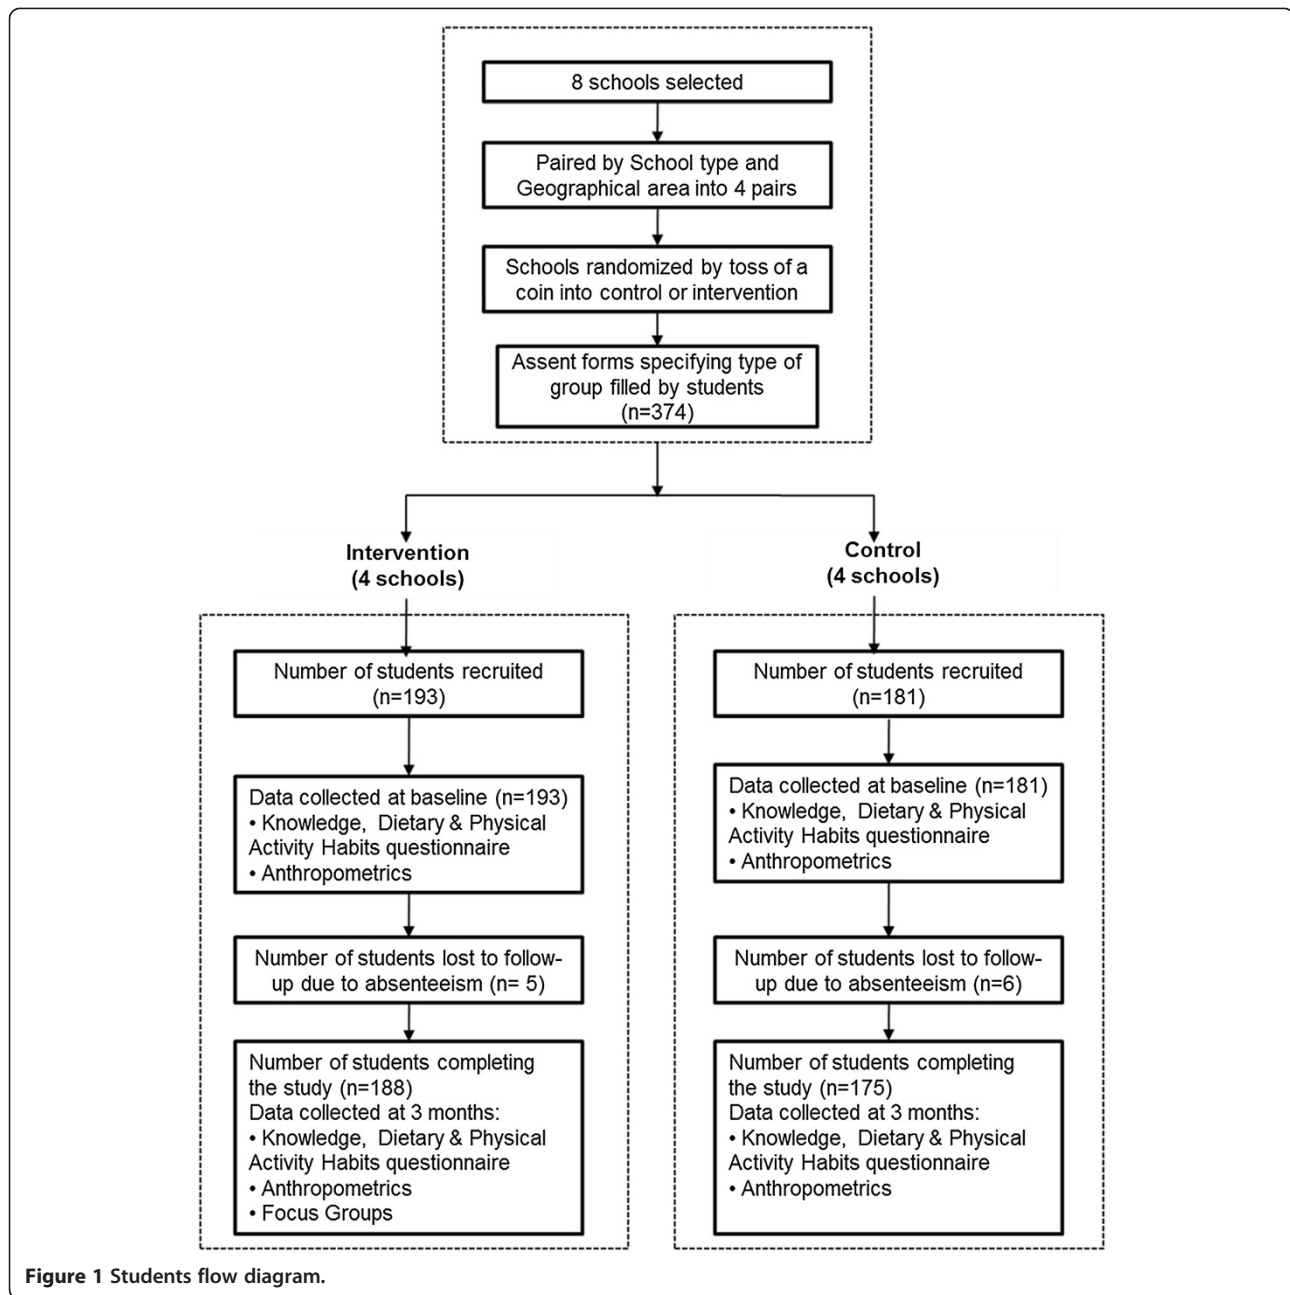 8 schools selected
Paired by School type and
Geographical area into 4 pairs
Schools randomized by toss of a
coin into control or intervention
Assent forms specifying type of
group filled by students
(n=374)
Intervention
(4 schools)
Number of students recruited
(n=193)
Data collected at baseline (n=193)
• Knowledge, Dietary & Physical
Activity Habits questionnaire
• Anthropometrics
Number of students lost to follow-
up due to absenteeism (n= 5)
Number of students completing
the study (n=188)
Data collected at 3 months:
• Knowledge, Dietary & Physical
Activity Habits questionnaire
• Anthropometrics
• Focus Groups
Control
(4 schools)
Number of students recruited
(n=181)
Data collected at baseline (n=181)
• Knowledge, Dietary & Physical
Activity Habits questionnaire
• Anthropometrics
Number of students lost to follow-
up due to absenteeism (n=6)
Number of students completing
the study (n=175)
Data collected at 3 months:
• Knowledge, Dietary & Physical
Activity Habits questionnaire
• Anthropometrics
Figure 1 Students flow diagram.